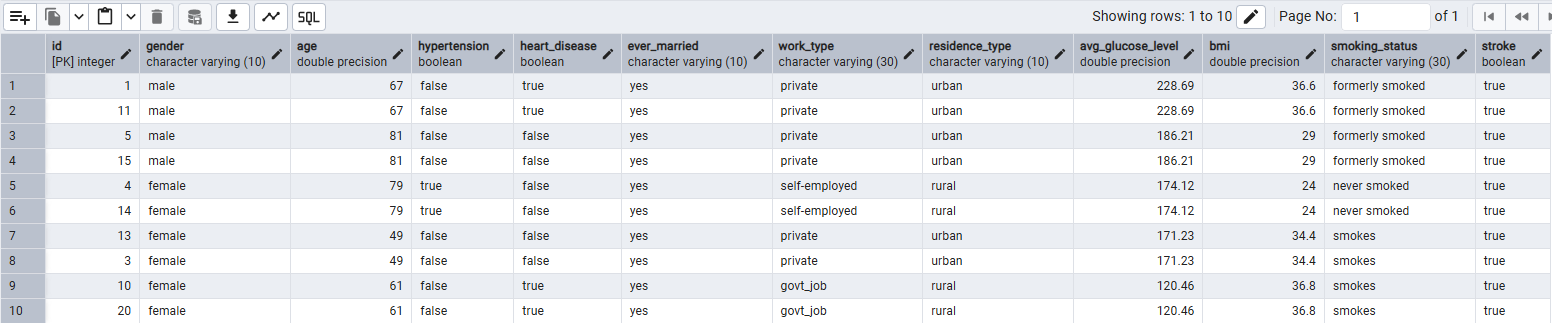 SQL Showing rows: 1 to 10 Page No: 1 of 1
id gender age hypertension heart_disease ever_married work_type residence_type avg_glucose_level bmi smoking_status stroke
[PK] integer character varying (10) double precision boolean boolean character varying (10) character varying (30) character varying (10) double precision double precision character varying (30) boolean
1 1 male 67 false true yes private urban 228.69 36.6 formerly smoked true
2 11 male 67 false true yes private urban 228.69 36.6 formerly smoked true
3 5 male 81 false false yes private urban 186.21 29 formerly smoked true
4 15 male 81 false false yes private urban 186.21 29 formerly smoked true
5 4 female 79 true false yes self-employed rural 174.12 24 never smoked true
6 14 female 79 true false yes self-employed rural 174.12 24 never smoked true
7 13 female 49 false false yes private urban 171.23 34.4 smokes true
8 3 female 49 false false yes private urban 171.23 34.4 smokes true
9 10 female 61 false true yes govt_job rural 120.46 36.8 smokes true
10 20 female 61 false true yes govt_job rural 120.46 36.8 smokes true